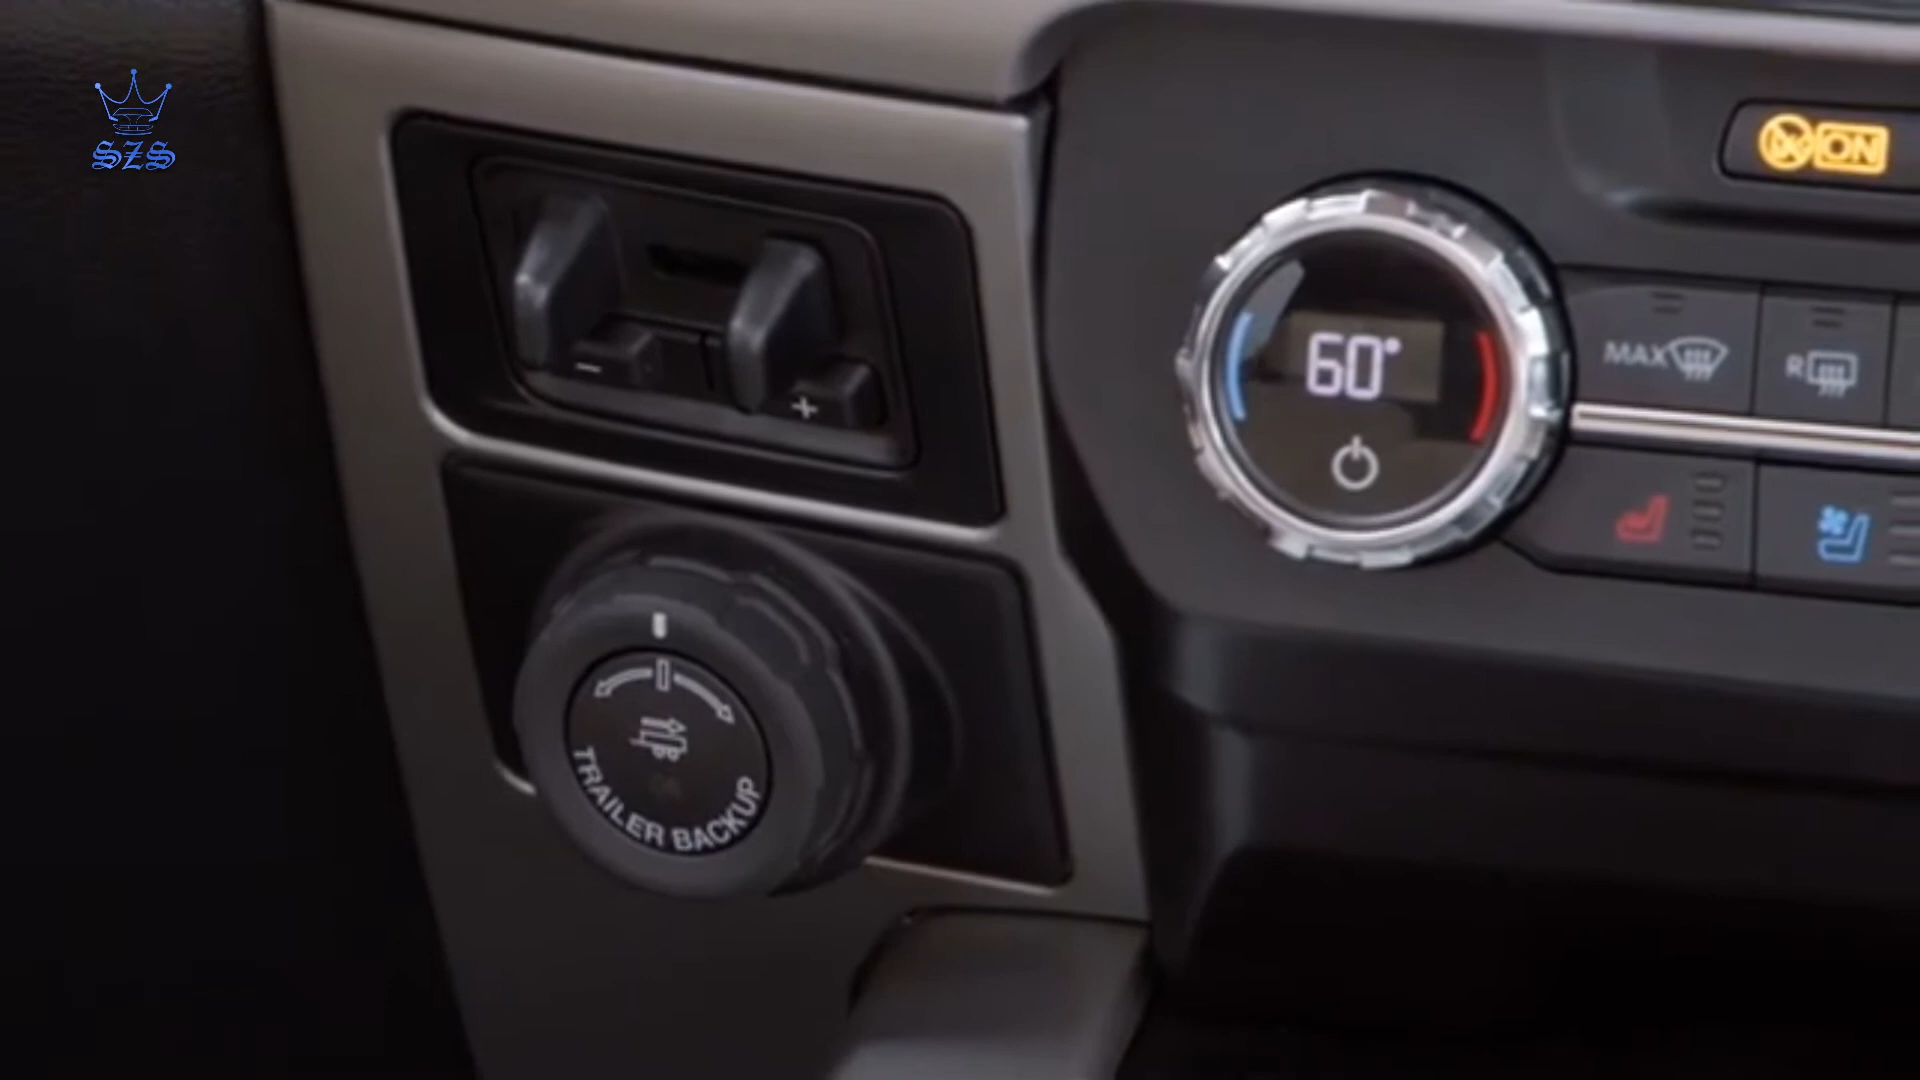 SZS
ON
60°
MAX
R
−
+
TRAILER BACKUP